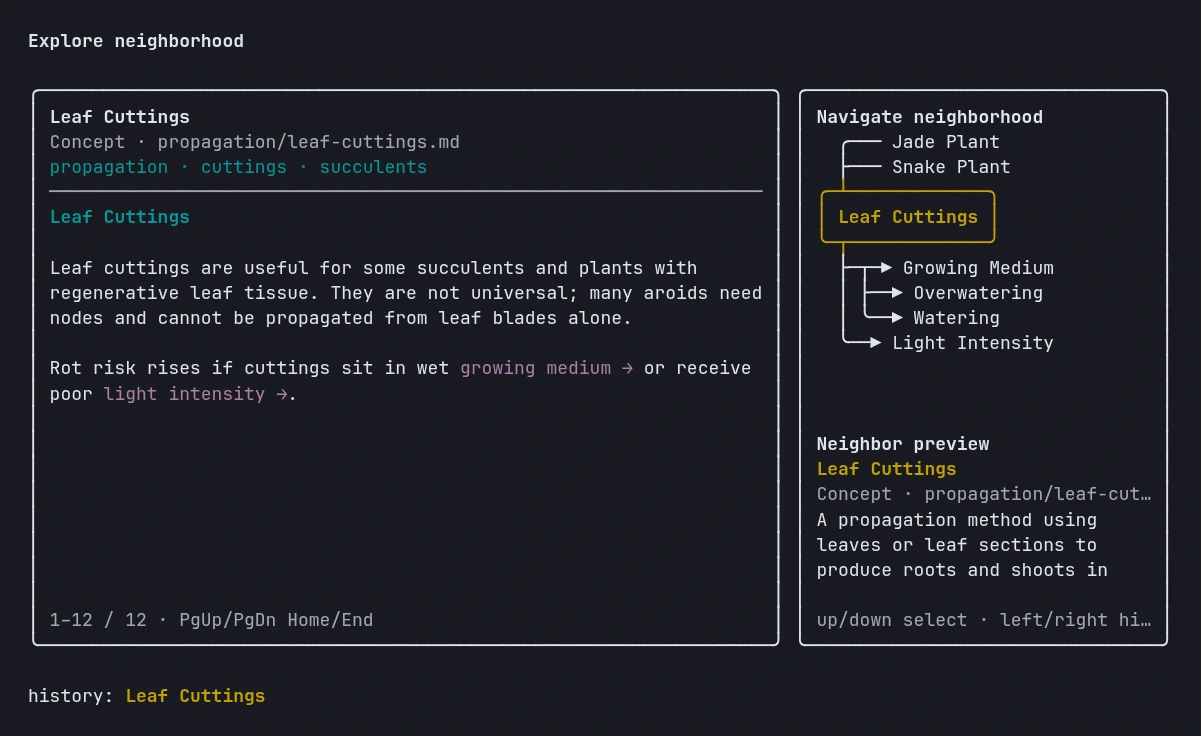 Explore neighborhood
Leaf Cuttings
Concept · propagation/leaf-cuttings.md
propagation · cuttings · succulents
Leaf Cuttings
Leaf cuttings are useful for some succulents and plants with
regenerative leaf tissue. They are not universal; many aroids need
nodes and cannot be propagated from leaf blades alone.
Rot risk rises if cuttings sit in wet growing medium → or receive
poor light intensity →.
1–12 / 12 · PgUp/PgDn Home/End
Navigate neighborhood
Jade Plant
Snake Plant
Leaf Cuttings
Growing Medium
Overwatering
Watering
Light Intensity
Neighbor preview
Leaf Cuttings
Concept · propagation/leaf-cut…
A propagation method using
leaves or leaf sections to
produce roots and shoots in
up/down select · left/right hi…
history: Leaf Cuttings